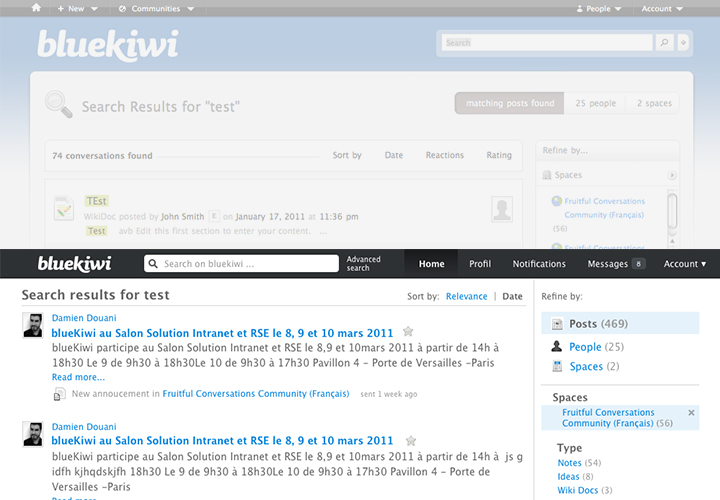 + New
Communities
People
Account
bluekiwi
Search
Search Results for "test"
matching posts found
25 people
2 spaces
74 conversations found
Sort by
Date
Reactions
Rating
Refine by...
Spaces
TEst
WikiDoc posted by John Smith 8 on January 17, 2011 at 11:36 pm
Test avb Edit this first section to enter your content. ...
Fruitful Conversations
Community (Français)
(56)
Fruitful Conversations
bluekiwi
Search on bluekiwi ...
Advanced
search
Home
Profil
Notifications
Messages 8
Account
Search results for test
Sort by: Relevance | Date
Refine by:
Damien Douani
blueKiwi au Salon Solution Intranet et RSE le 8, 9 et 10 mars 2011
blueKiwi participe au Salon Solution Intranet et RSE le 8,9 et 10mars 2011 à partir de 14h à
18h30 Le 9 de 9h30 à 18h30Le 10 de 9h30 à 17h30 Pavillon 4 – Porte de Versailles –Paris
Read more...
New annoucement in Fruitful Conversations Community (Français) sent 1 week ago
Posts (469)
People (25)
Spaces (2)
Spaces
Fruitful Conversations
Community (Français) (56)
Damien Douani
blueKiwi au Salon Solution Intranet et RSE le 8, 9 et 10 mars 2011
blueKiwi participe au Salon Solution Intranet et RSE le 8,9 et 10mars 2011 à partir de 14h à js g
idfh kjhqdskjfh 18h30 Le 9 de 9h30 à 18h30Le 10 de 9h30 à 17h30 Pavillon 4 – Porte de
Versailles –Paris
Read more...
Type
Notes (54)
Ideas (8)
Wiki Docs (3)